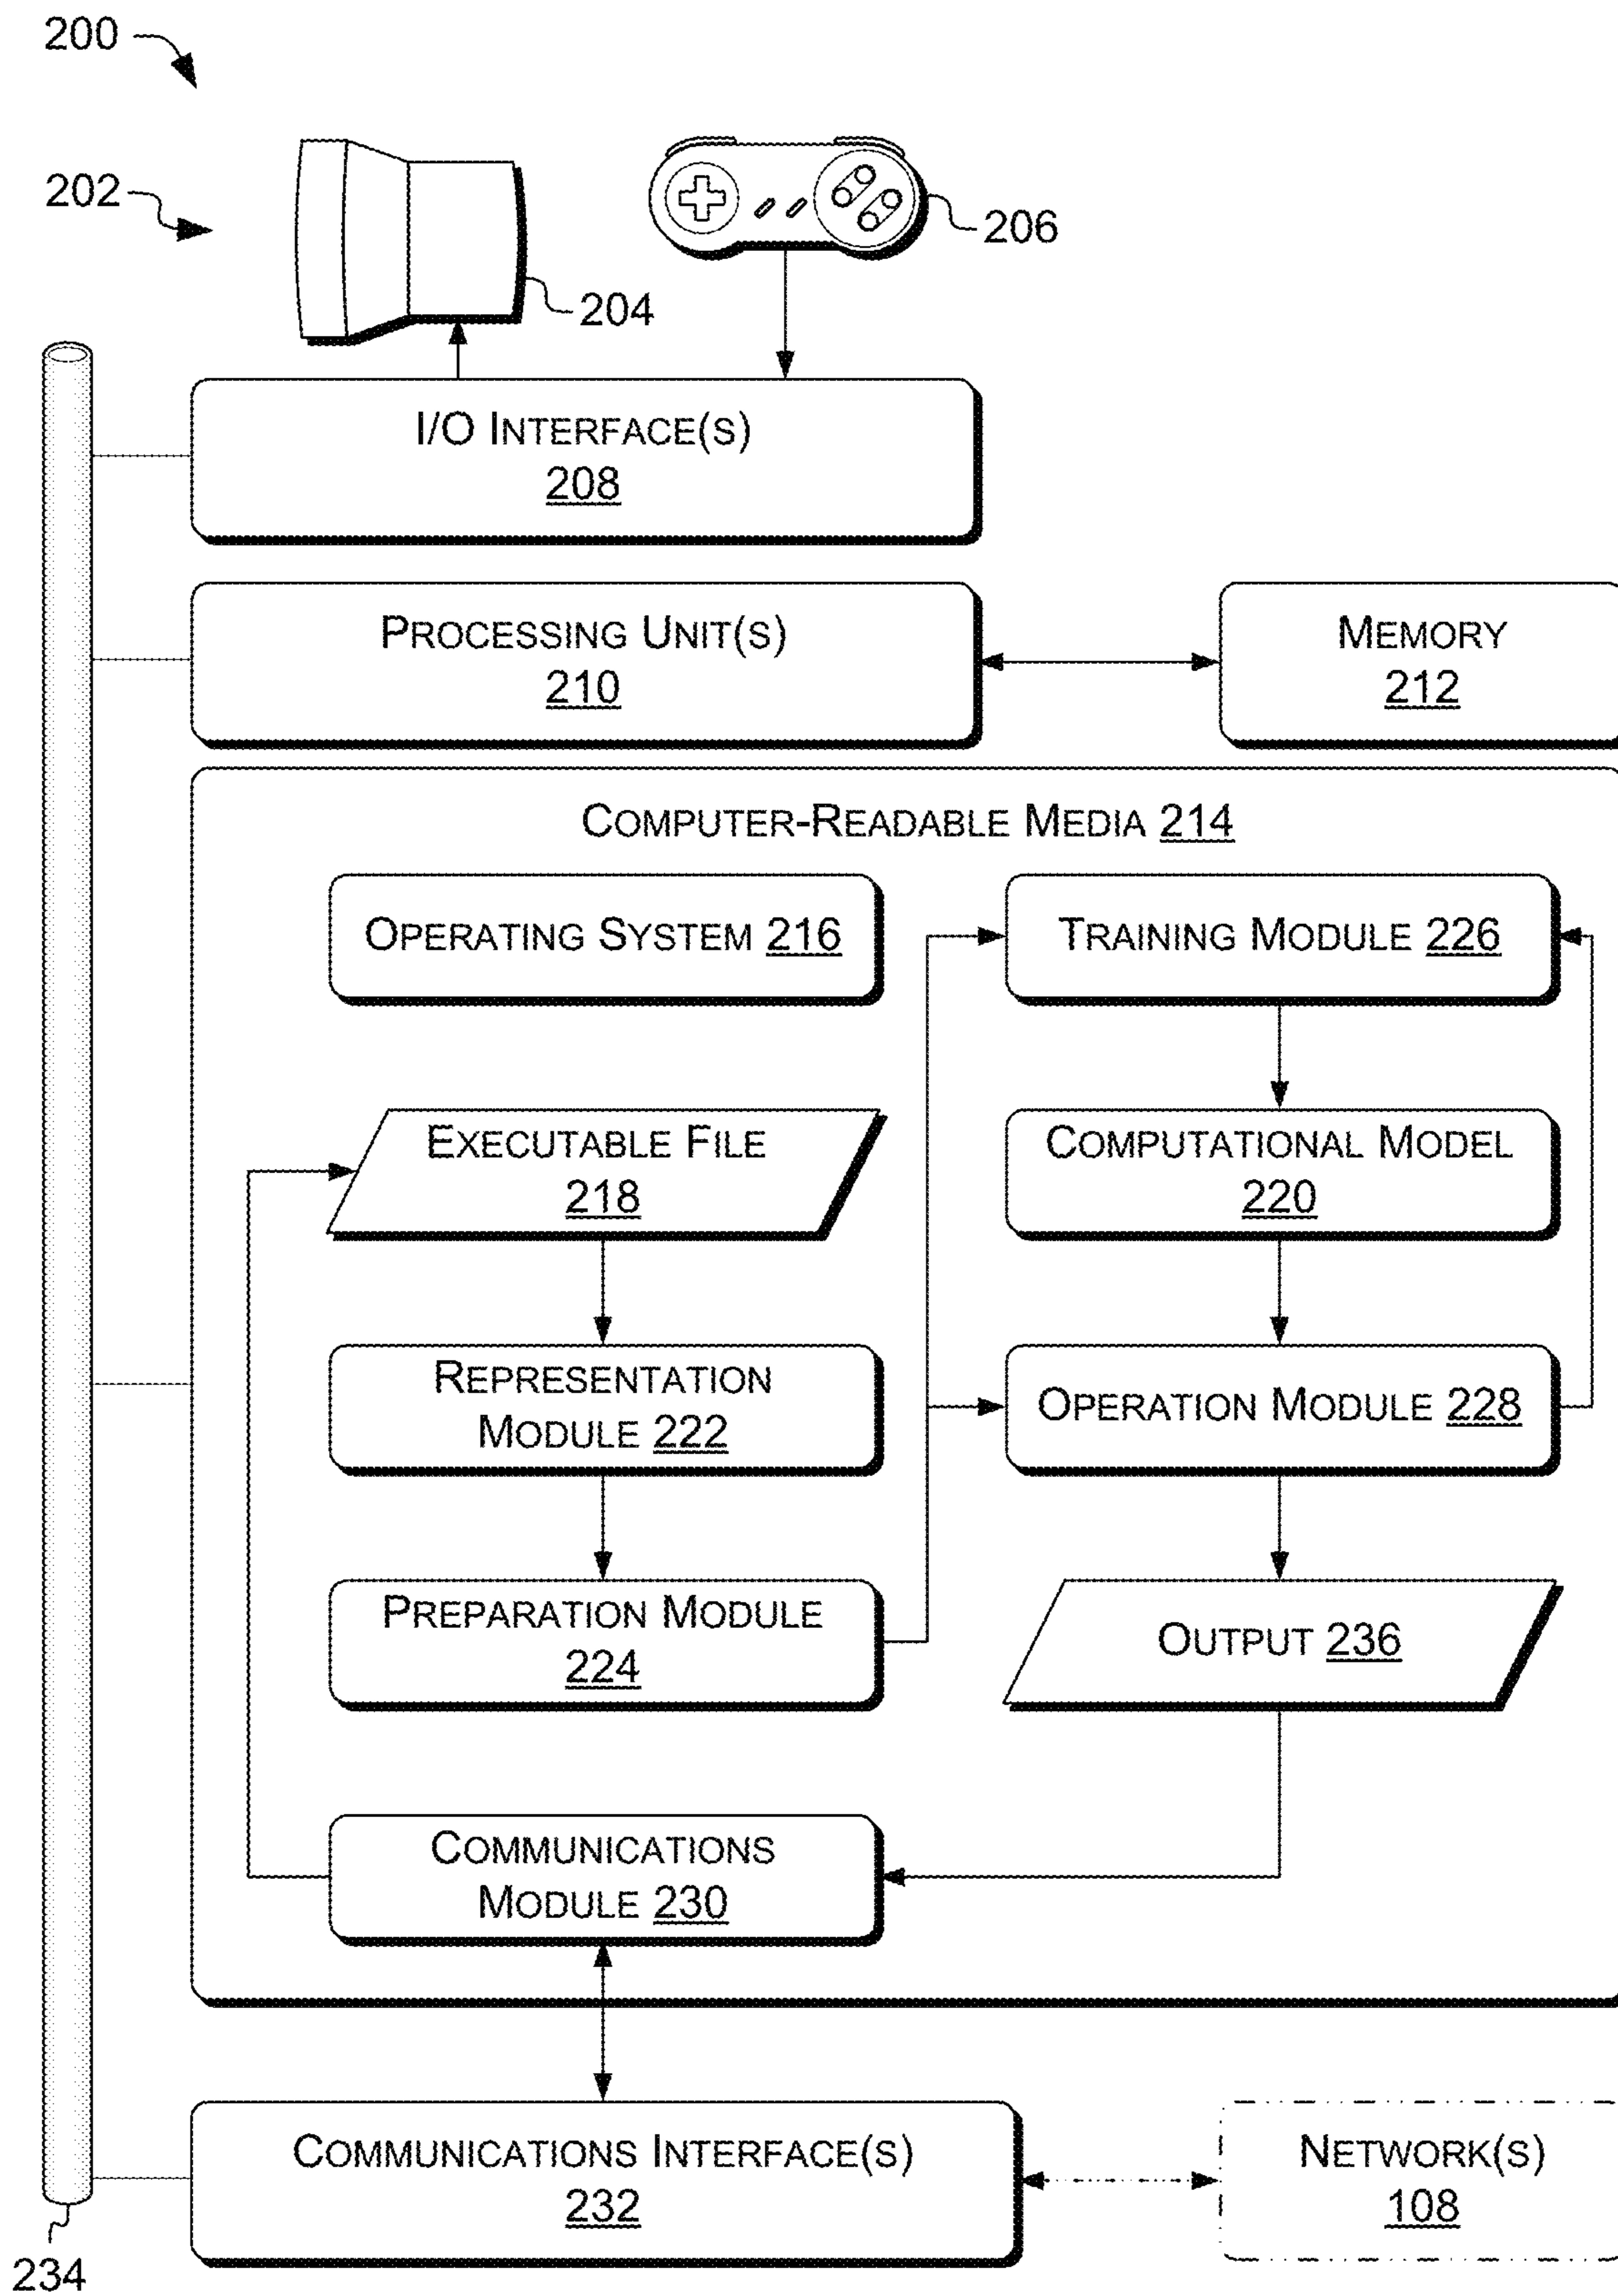 200
202
204
206
I/O INTERFACE(S)
208
PROCESSING UNIT(S)
210
MEMORY
212
COMPUTER-READABLE MEDIA 214
OPERATING SYSTEM 216
TRAINING MODULE 226
EXECUTABLE FILE
218
COMPUTATIONAL MODEL
220
REPRESENTATION
MODULE 222
OPERATION MODULE 228
PREPARATION MODULE
224
OUTPUT 236
COMMUNICATIONS
MODULE 230
COMMUNICATIONS INTERFACE(S)
232
NETWORK(S)
108
234